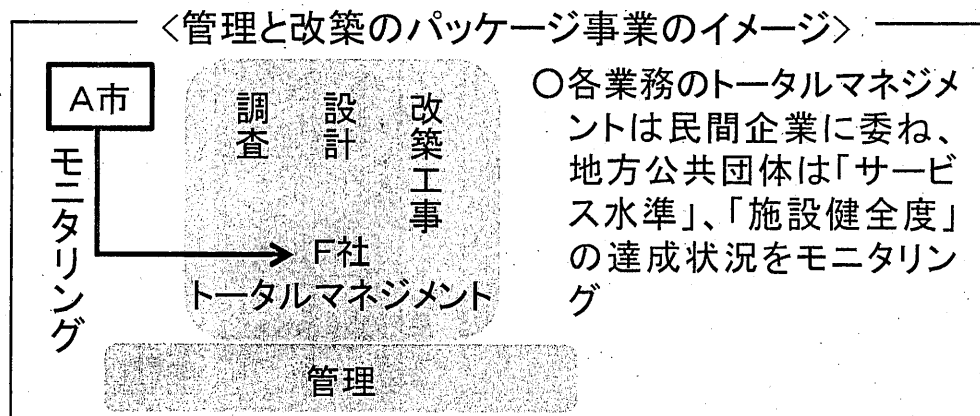 <管理と改築のパッケージ事業のイメージ>
A市
モニタリング
調査
設計
改築工事
F社
トータルマネジメント
管理
○各業務のトータルマネジメ
ントは民間企業に委ね、
地方公共団体は「サービ
ス水準」、「施設健全度」
の達成状況をモニタリン
グ